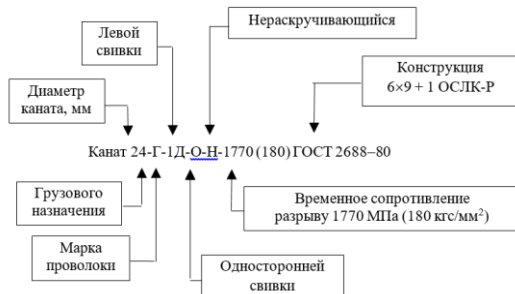 Левой
свивки
Нераскручивающийся
Диаметр
каната, мм
Конструкция
6×9 + 1 ОСЛК-Р
Канат 24-Г-1Д-О-Н-1770 (180) ГОСТ 2688–80
Грузового
назначения
Временное сопротивление
разрыву 1770 МПа (180 кгс/мм²)
Марка
проволоки
Односторонней
свивки